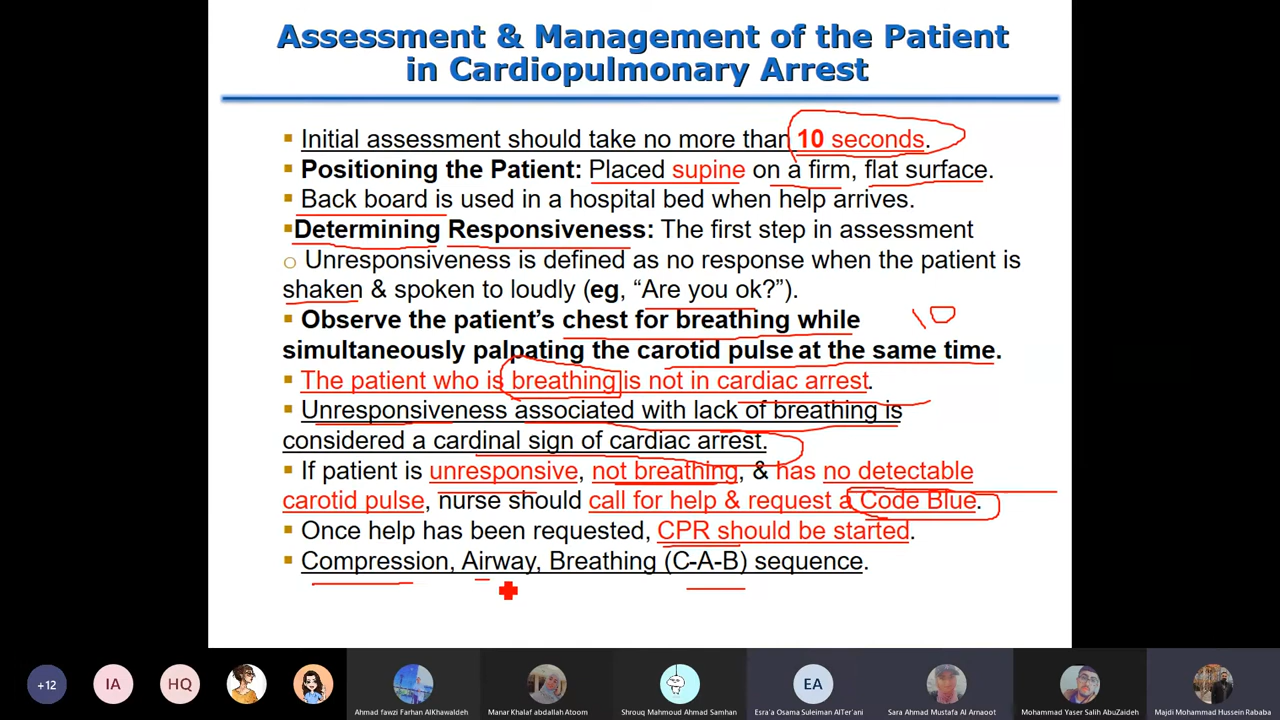 Assessment & Management of the Patient
in Cardiopulmonary Arrest
▪ Initial assessment should take no more than 10 seconds.
▪ Positioning the Patient: Placed supine on a firm, flat surface.
▪ Back board is used in a hospital bed when help arrives.
▪Determining Responsiveness: The first step in assessment
o Unresponsiveness is defined as no response when the patient is
shaken & spoken to loudly (eg, “Are you ok?”).
▪ Observe the patient’s chest for breathing while
simultaneously palpating the carotid pulse at the same time.
▪ The patient who is breathing is not in cardiac arrest.
▪ Unresponsiveness associated with lack of breathing is
considered a cardinal sign of cardiac arrest.
▪ If patient is unresponsive, not breathing, & has no detectable
carotid pulse, nurse should call for help & request a Code Blue.
▪ Once help has been requested, CPR should be started.
▪ Compression, Airway, Breathing (C-A-B) sequence.
+12
IA
HQ
EA
Ahmad fawzi Farhan AlKhawaldeh
Manar Khalaf abdallah Atoom
Shrouq Mahmoud Ahmad Samhan
Esra'a Osama Suleiman AlTer'ani
Sara Ahmad Mustafa Al Arnaoot
Mohammad Yaser Salih AbuZaideh
Majdi Mohammad Hussein Rababa